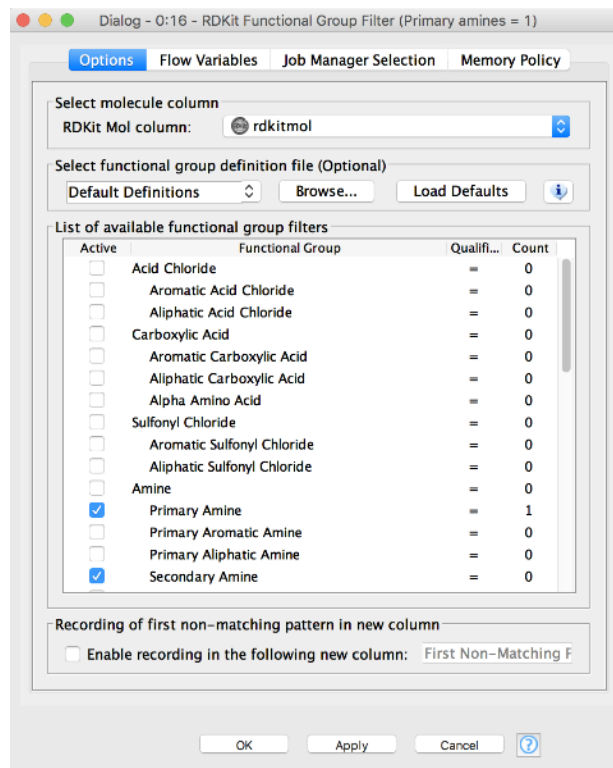 Dialog - 0:16 - RDKit Functional Group Filter (Primary amines = 1)
Options Flow Variables Job Manager Selection Memory Policy
Select molecule column
RDKit Mol column: rdkitmol
Select functional group definition file (Optional)
Default Definitions Browse... Load Defaults
List of available functional group filters
Active Functional Group Qualifi... Count
Acid Chloride = 0
Aromatic Acid Chloride = 0
Aliphatic Acid Chloride = 0
Carboxylic Acid = 0
Aromatic Carboxylic Acid = 0
Aliphatic Carboxylic Acid = 0
Alpha Amino Acid = 0
Sulfonyl Chloride = 0
Aromatic Sulfonyl Chloride = 0
Aliphatic Sulfonyl Chloride = 0
Amine = 0
Primary Amine = 1
Primary Aromatic Amine = 0
Primary Aliphatic Amine = 0
Secondary Amine = 0
Recording of first non-matching pattern in new column
Enable recording in the following new column: First Non-Matching P
OK Apply Cancel ?